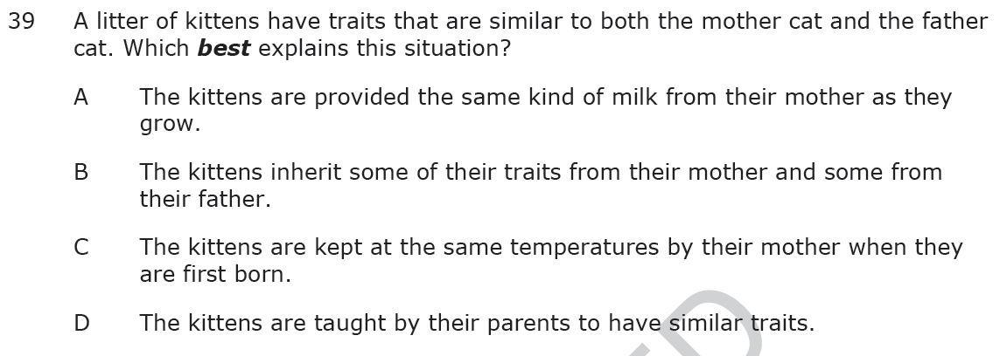 39 A litter of kittens have traits that are similar to both the mother cat and the father
cat. Which best explains this situation?
A The kittens are provided the same kind of milk from their mother as they
grow.
B The kittens inherit some of their traits from their mother and some from
their father.
C The kittens are kept at the same temperatures by their mother when they
are first born.
D The kittens are taught by their parents to have similar traits.